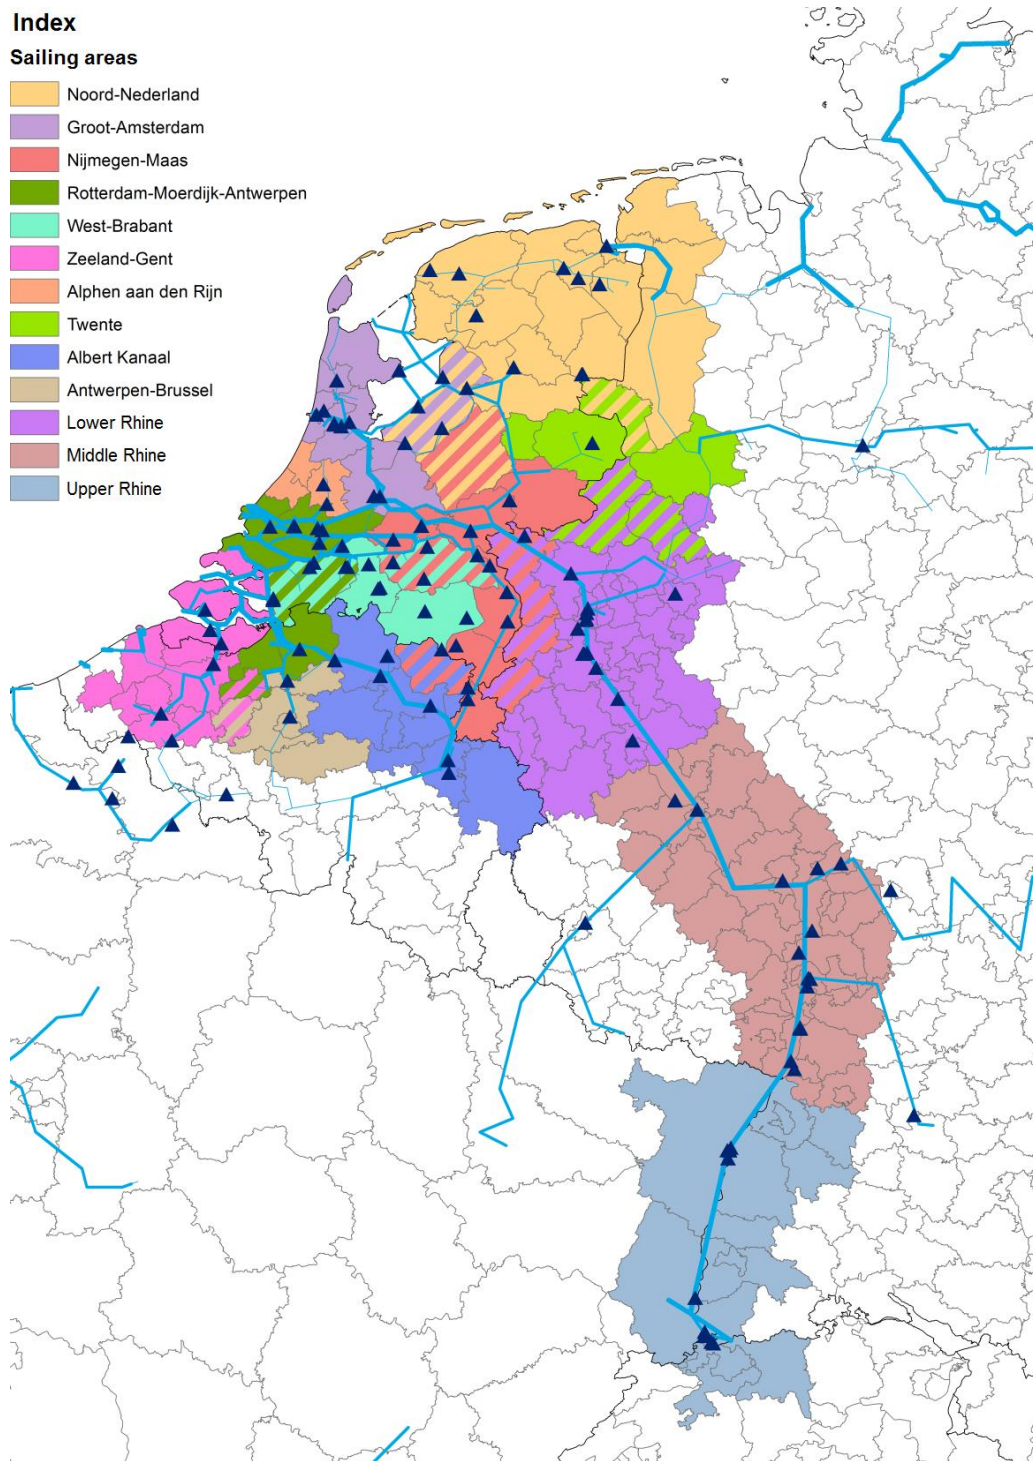 Index
Sailing areas
Noord-Nederland
Groot-Amsterdam
Nijmegen-Maas
Rotterdam-Moerdijk-Antwerpen
West-Brabant
Zeeland-Gent
Alphen aan den Rijn
Twente
Albert Kanaal
Antwerpen-Brussel
Lower Rhine
Middle Rhine
Upper Rhine